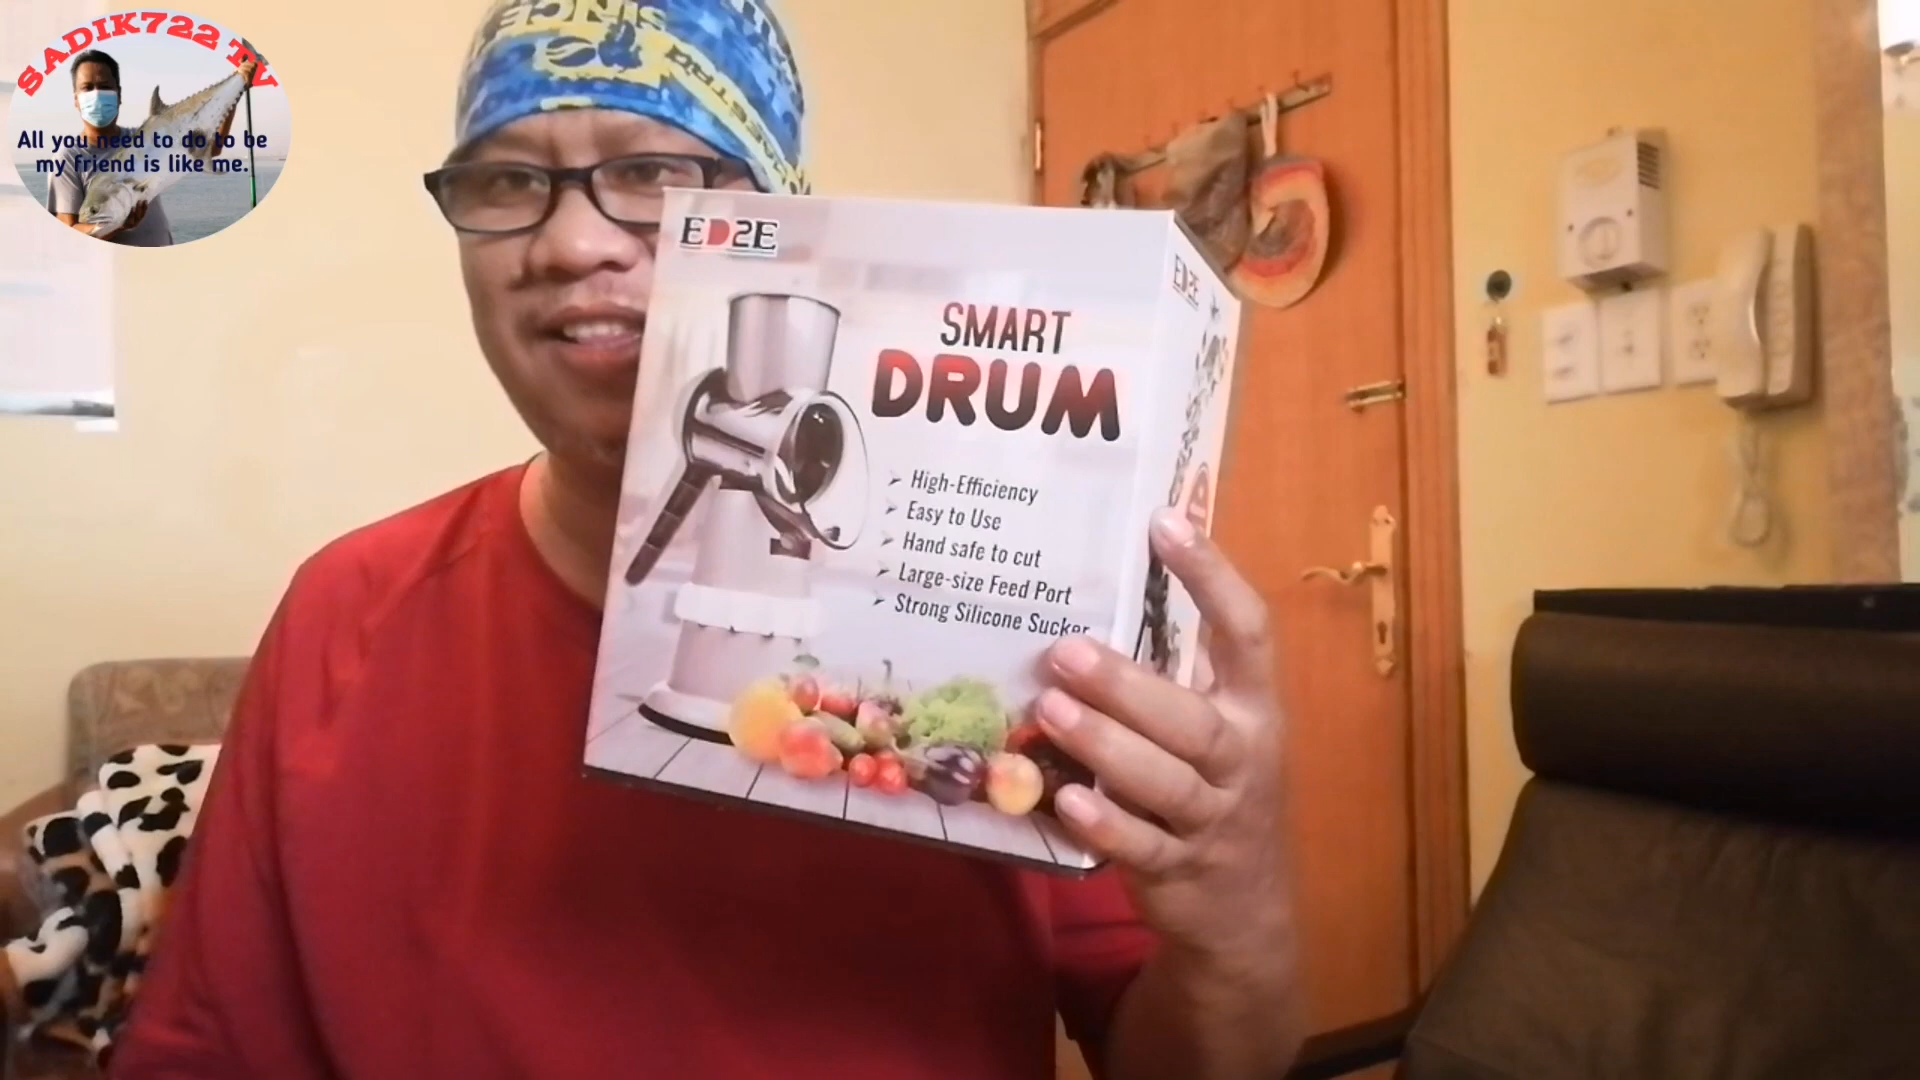 SADIK722 TV
All you need to do to be
my friend is like me.
SINCE
ED2E
ED2E
SMART
DRUM
➢ High-Efficiency
➢ Easy to Use
➢ Hand safe to cut
➢ Large-size Feed Port
➢ Strong Silicone Sucker